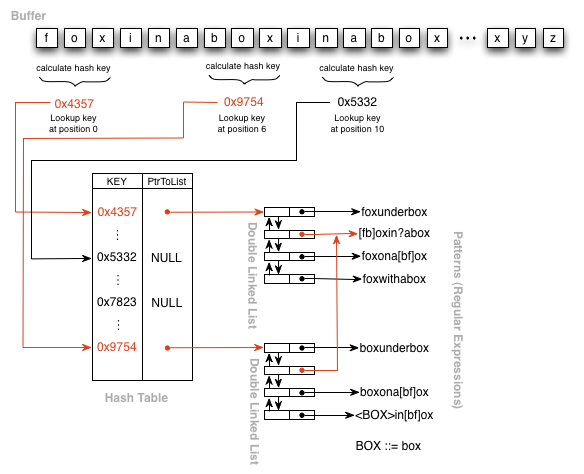 Buffer
f o x i n a b o x i n a b o x ··· x y z
calculate hash key
calculate hash key
calculate hash key
0x4357
0x9754
0x5332
Lookup key
at position 0
Lookup key
at position 6
Lookup key
at position 10
KEY PtrToList
0x4357
⋮
0x5332 NULL
⋮
0x7823 NULL
⋮
0x9754
Hash Table
Double Linked List
foxunderbox
[fb]oxin?abox
foxona[bf]ox
foxwithabox
Double Linked List
boxunderbox
boxona[bf]ox
<BOX>in[bf]ox
Patterns (Regular Expressions)
BOX ::= box